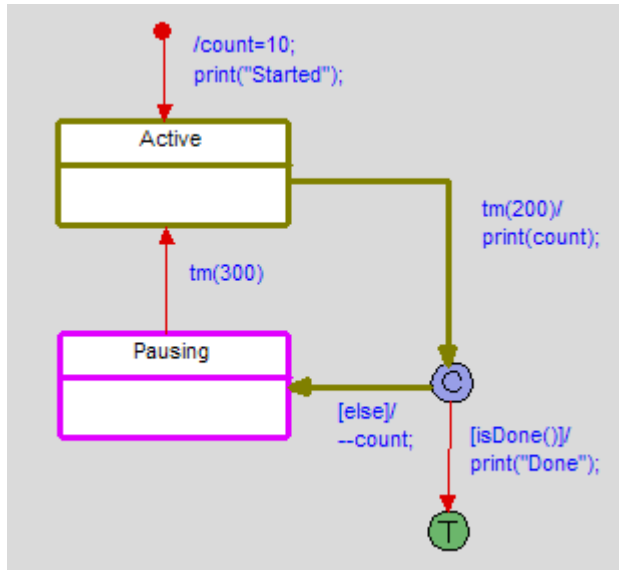 /count=10;
print("Started");
Active
tm(200)/
print(count);
tm(300)
Pausing
C
[else]/
--count;
[isDone()]/
print("Done");
T